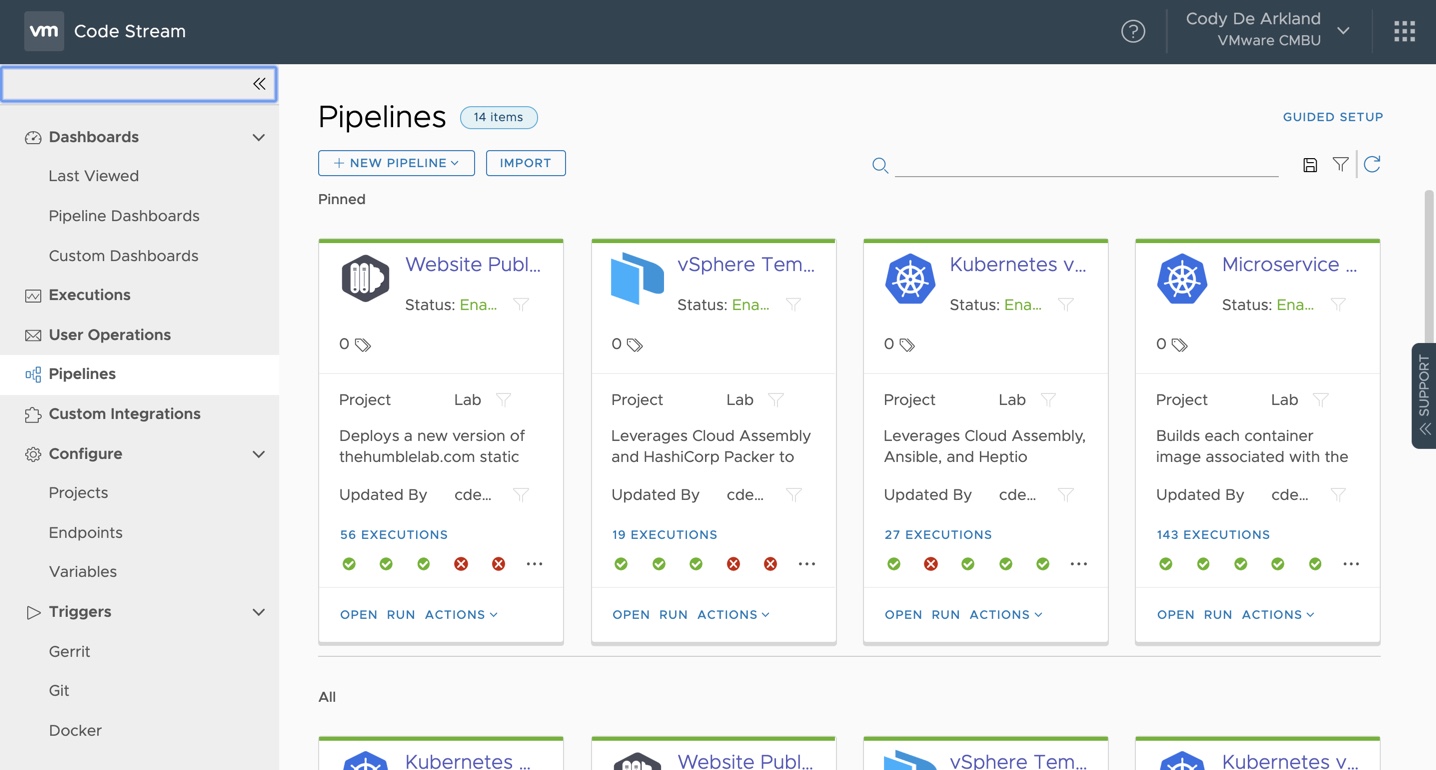 vm Code Stream
?
Cody De Arkland
VMware CMBU
Dashboards
Last Viewed
Pipeline Dashboards
Custom Dashboards
Executions
User Operations
Pipelines
Custom Integrations
Configure
Projects
Endpoints
Variables
Triggers
Gerrit
Git
Docker
Pipelines 14 items
GUIDED SETUP
+ NEW PIPELINE IMPORT
Pinned
Website Publ...
Status: Ena...
0
Project Lab
Deploys a new version of
thehumblelab.com static
Updated By cde...
56 EXECUTIONS
...
OPEN RUN ACTIONS
vSphere Tem...
Status: Ena...
0
Project Lab
Leverages Cloud Assembly
and HashiCorp Packer to
Updated By cde...
19 EXECUTIONS
...
OPEN RUN ACTIONS
Kubernetes v...
Status: Ena...
0
Project Lab
Leverages Cloud Assembly,
Ansible, and Heptio
Updated By cde...
27 EXECUTIONS
...
OPEN RUN ACTIONS
Microservice ...
Status: Ena...
0
Project Lab
Builds each container
image associated with the
Updated By cde...
143 EXECUTIONS
...
OPEN RUN ACTIONS
SUPPORT
All
Kubernetes ...
Website Publ...
vSphere Tem...
Kubernetes v...